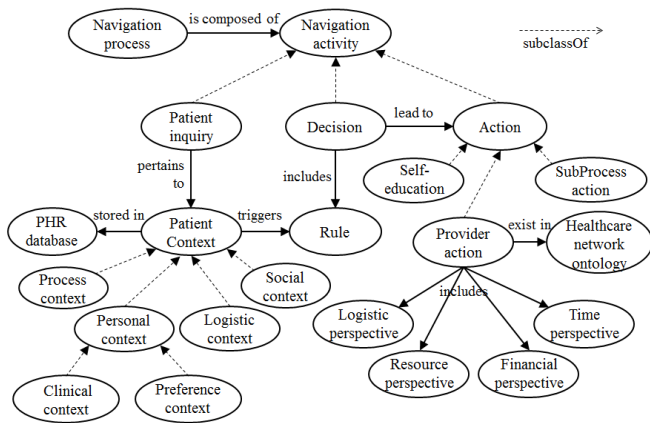 Navigation
process
is composed of
Navigation
activity
subclassOf
Patient
inquiry
Decision
lead to
Action
pertains
to
includes
Self-
education
SubProcess
action
PHR
database
stored in
Patient
Context
triggers
Rule
Provider
action
exist in
Healthcare
network
ontology
Process
context
Social
context
Personal
context
Logistic
context
includes
Logistic
perspective
Time
perspective
Resource
perspective
Financial
perspective
Clinical
context
Preference
context